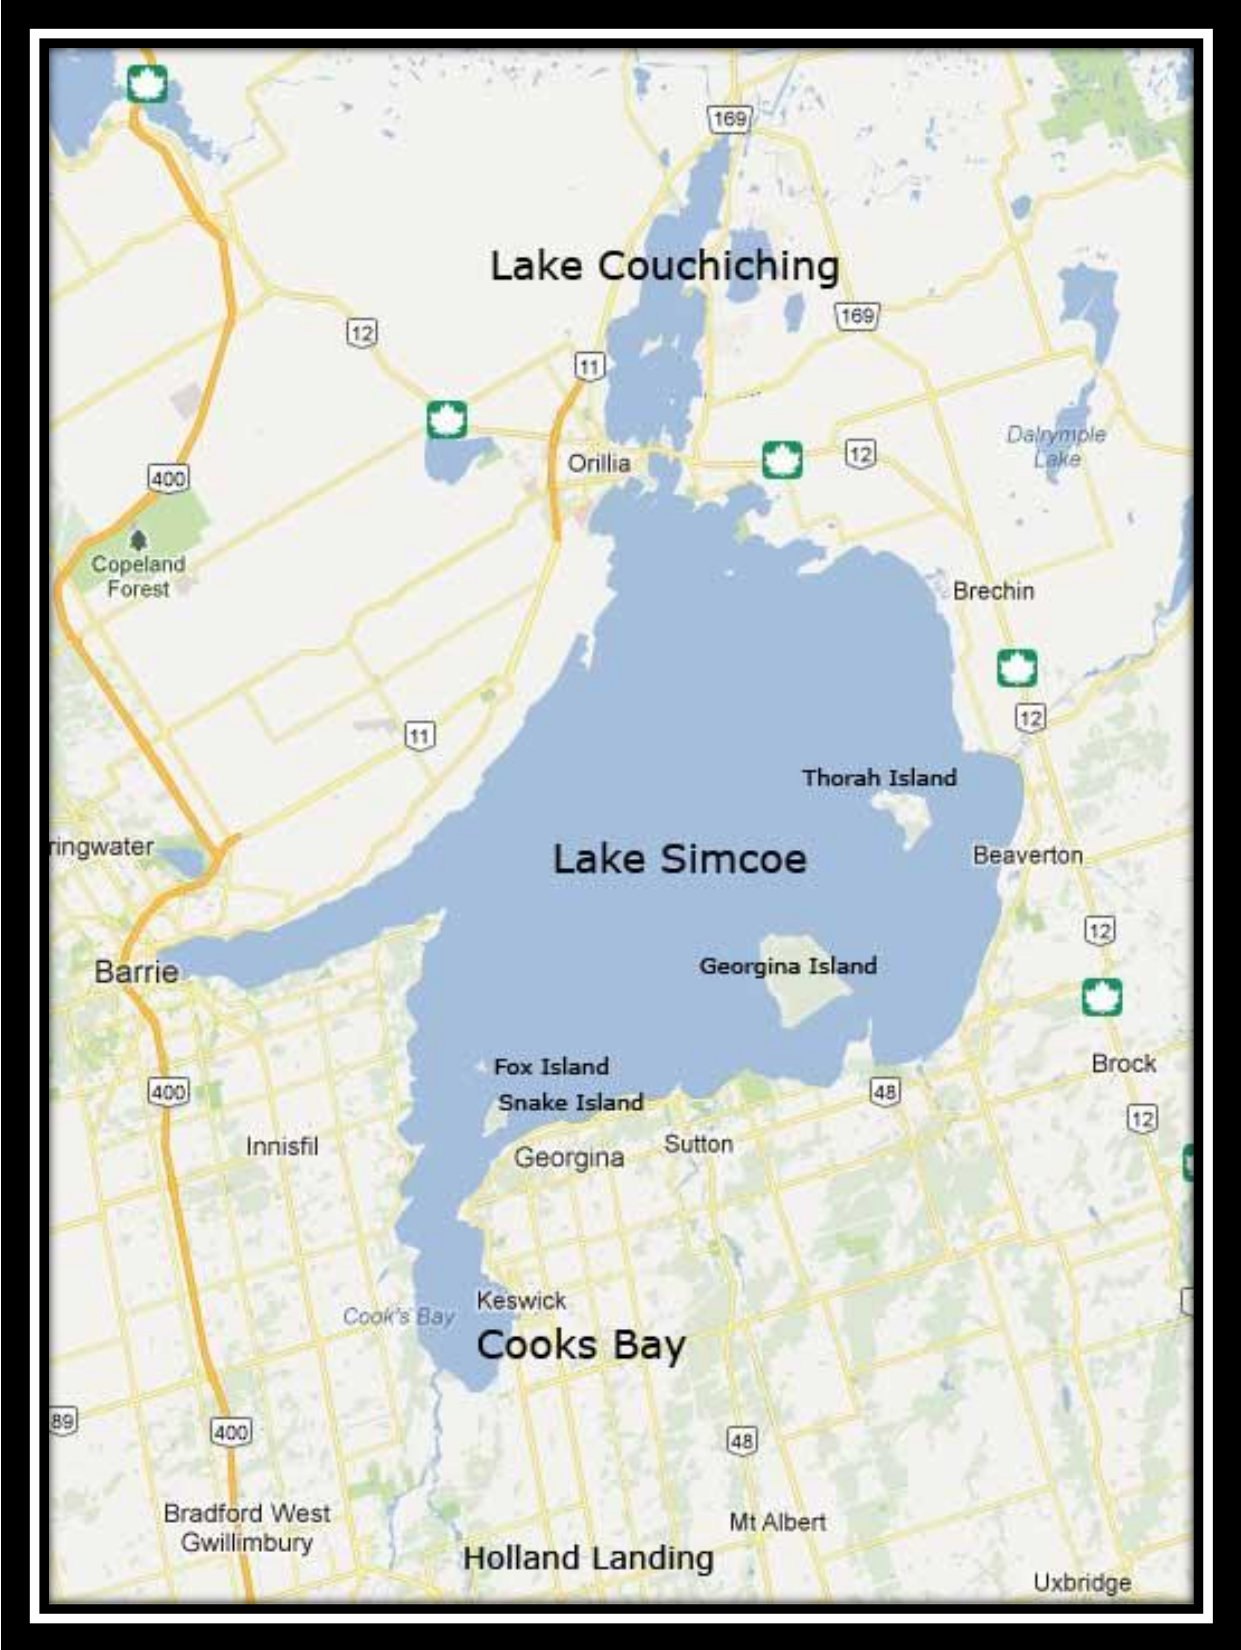 169
Lake Couchiching
169
12
11
Dalrymple
Lake
12
Orillia
400
Copeland
Forest
Brechin
12
11
Thorah Island
ringwater
Lake Simcoe
Beaverton
12
Georgina Island
Barrie
Fox Island
Brock
400
48
Snake Island
12
Innisfil
Georgina
Sutton
Keswick
Cook's Bay
Cooks Bay
89
400
48
Bradford West
Gwillimbury
Mt Albert
Holland Landing
Uxbridge